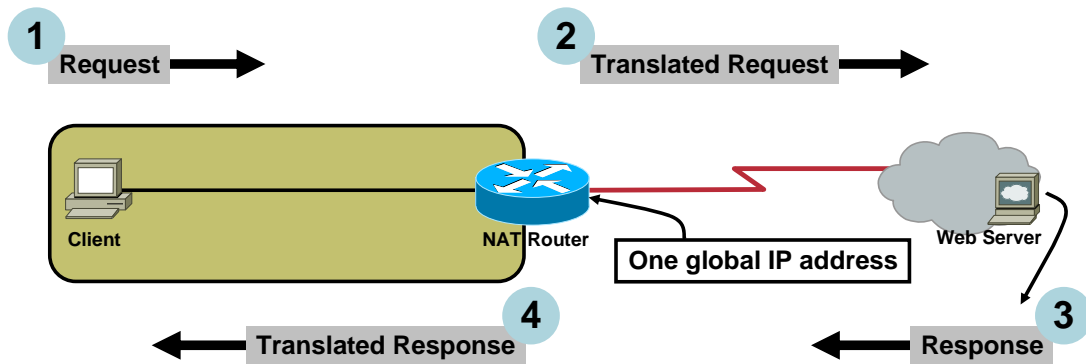 1
Request
2
Translated Request
Client
NAT Router
Web Server
One global IP address
4
Translated Response
3
Response